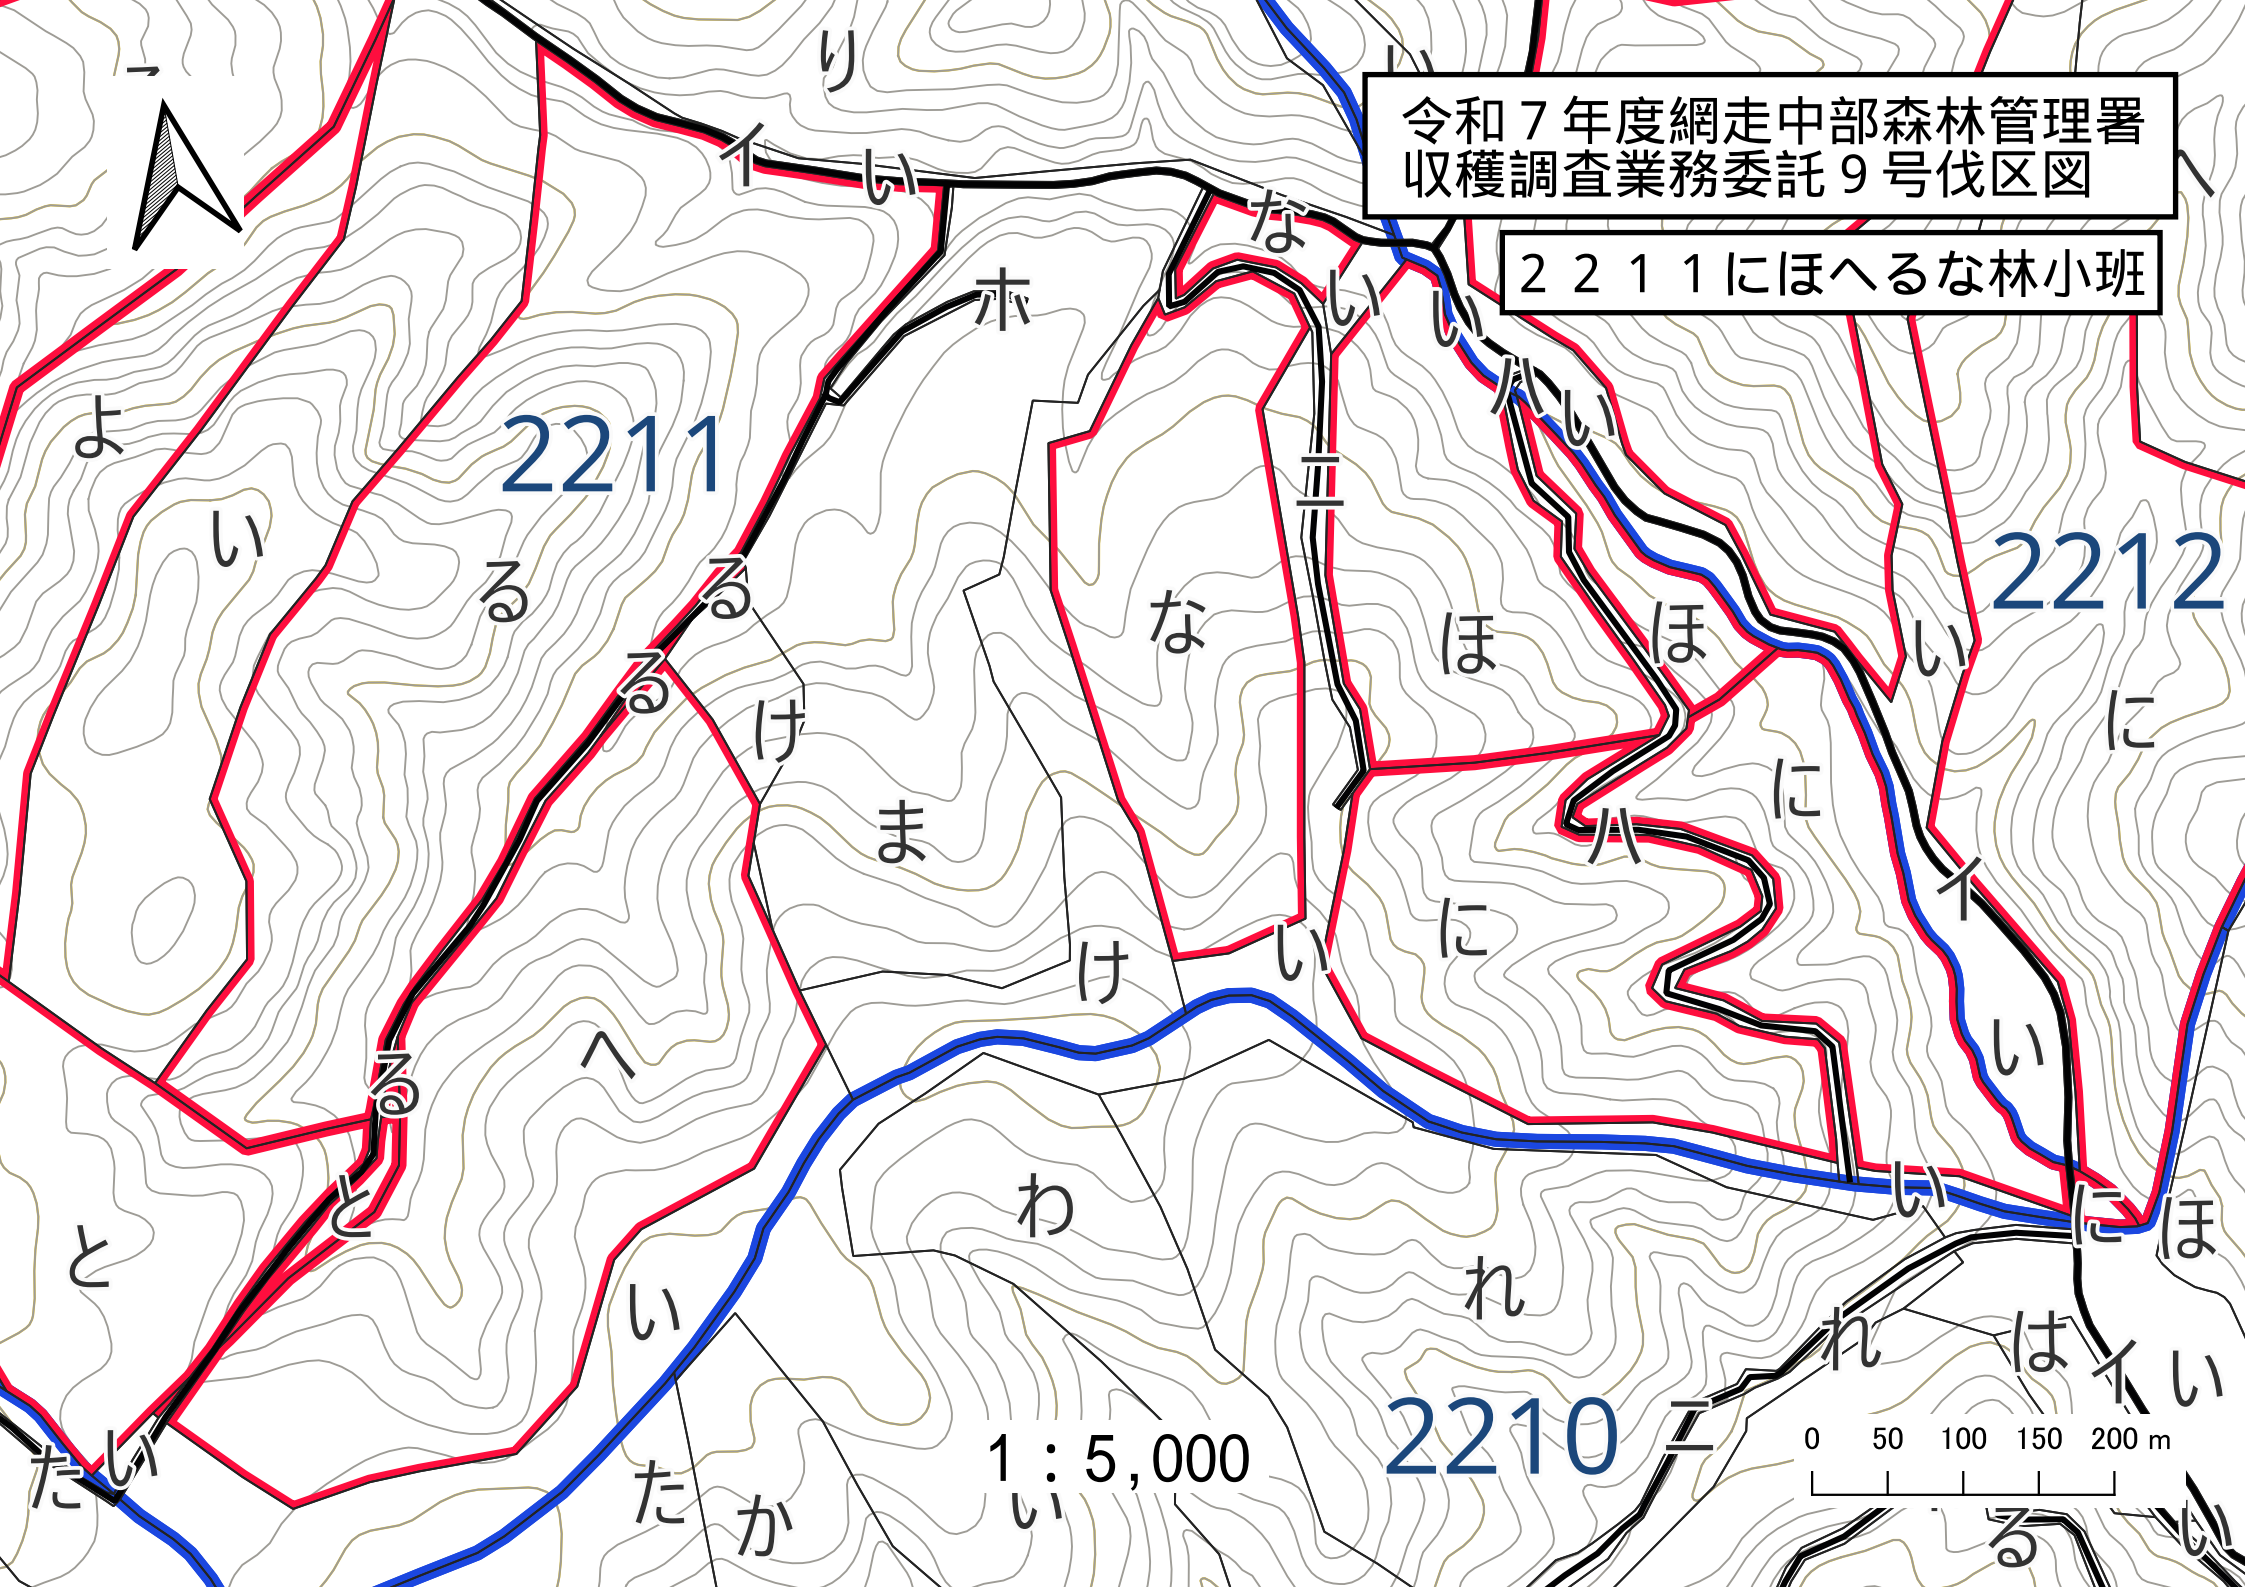 り
い
令和７年度網走中部森林管理署
収穫調査業務委託９号伐区図
イ
い
な
へ
２２１１にほへるな林小班
ホ
い
い
ハ
い
よ
2211
ニ
い
る
る
2212
な
ほ
ほ
い
る
け
に
に
ま
ハ
に
イ
い
け
へ
る
い
と
わ
い
に
ほ
と
い
れ
れ
は
イ
い
2210
ニ
0 50 100 150 200 m
1：5,000
た
い
た
か
い
る
い